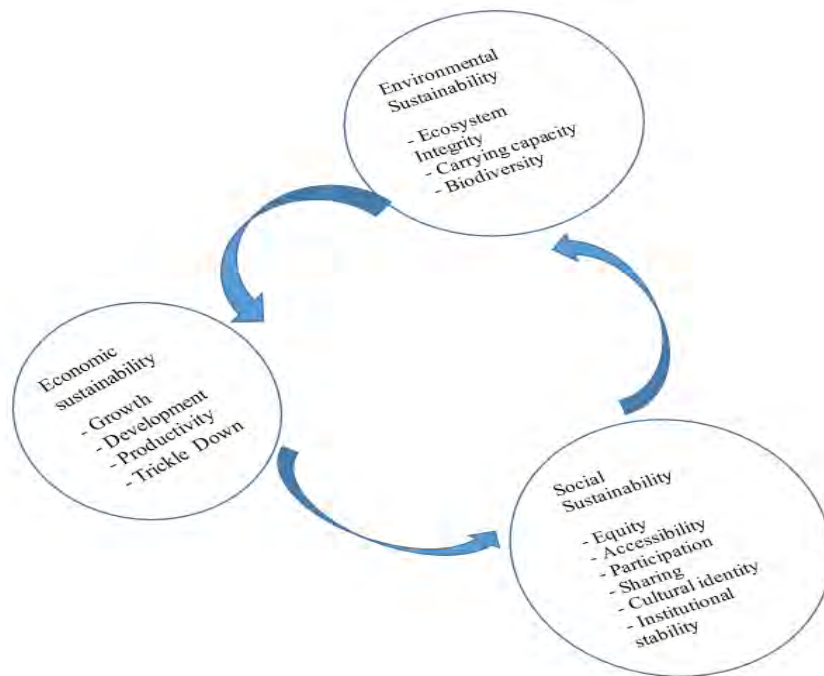 Environmental
Sustainability
- Ecosystem
Integrity
- Carrying capacity
- Biodiversity
Economic
sustainability
- Growth
- Development
- Productivity
- Trickle Down
Social
Sustainability
- Equity
- Accessibility
- Participation
- Sharing
- Cultural identity
- Institutional
stability